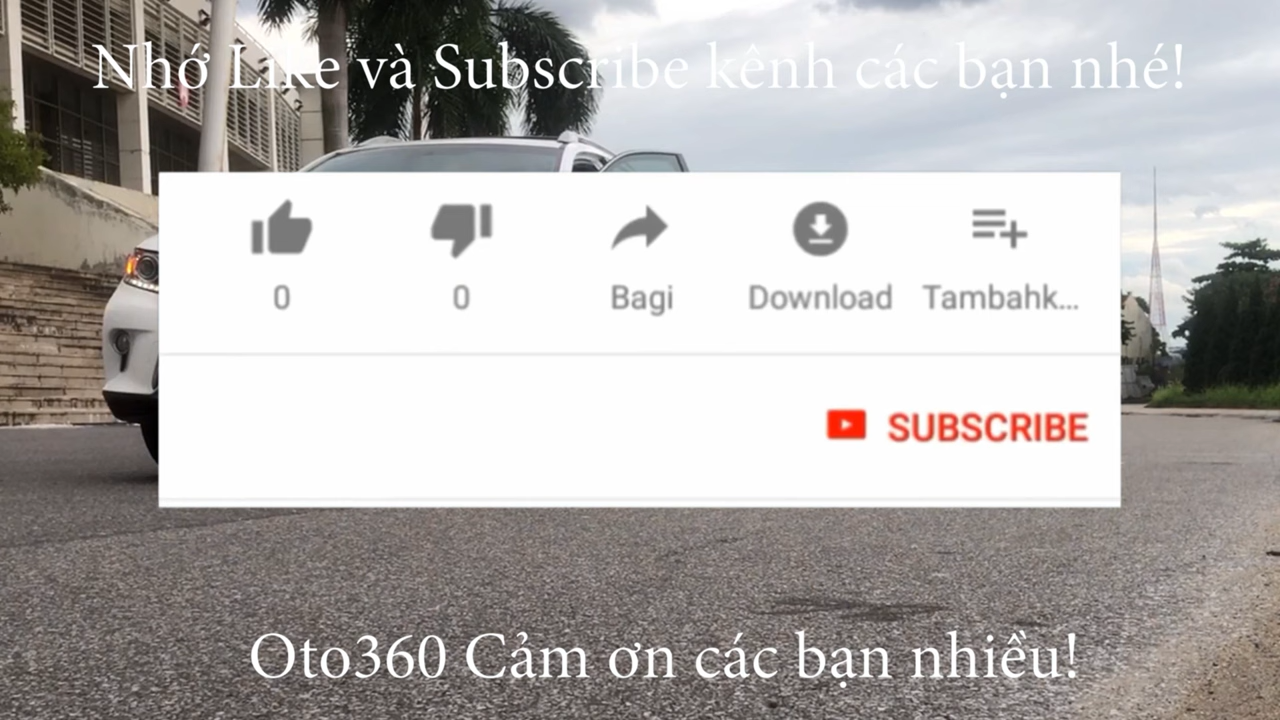 Nhớ Like và Subscribe kênh các bạn nhé!
0 0 Bagi Download Tambahk...
SUBSCRIBE
Oto360 Cảm ơn các bạn nhiều!